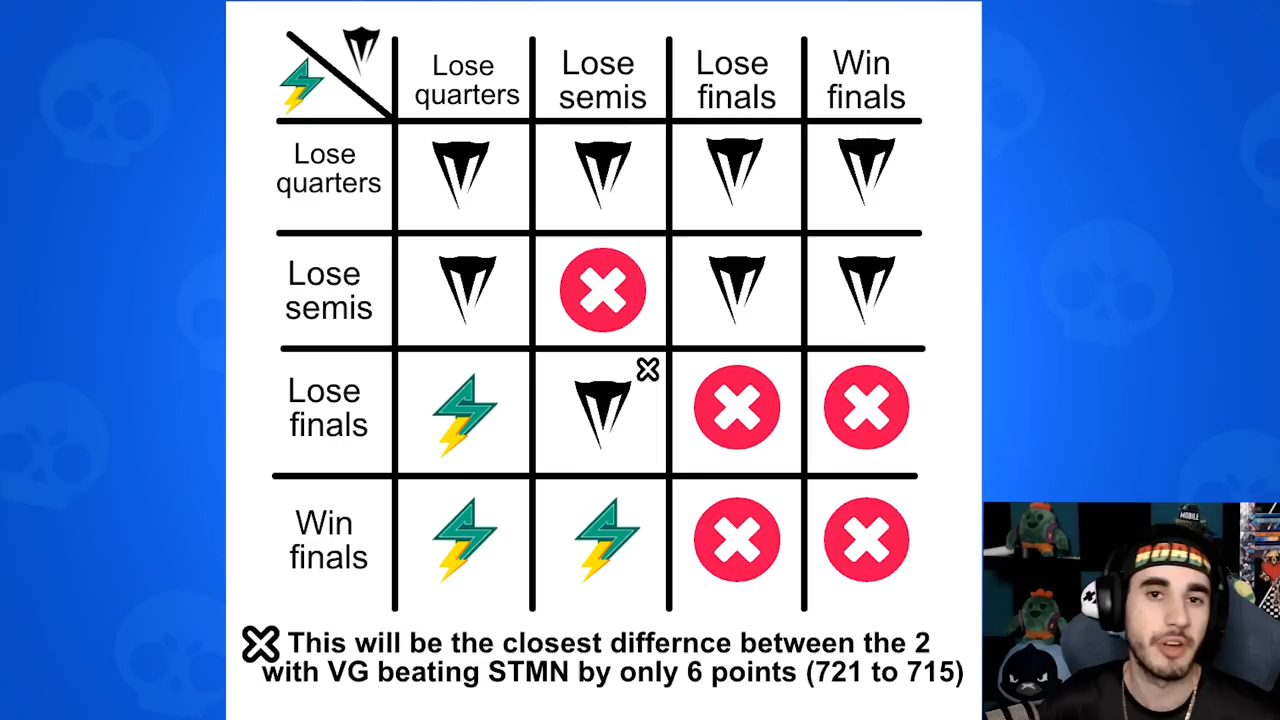 Lose quarters
Lose semis
Lose finals
Win finals
Lose quarters
Lose semis
Lose finals
Win finals
This will be the closest differnce between the 2
with VG beating STMN by only 6 points (721 to 715)
MOBILE